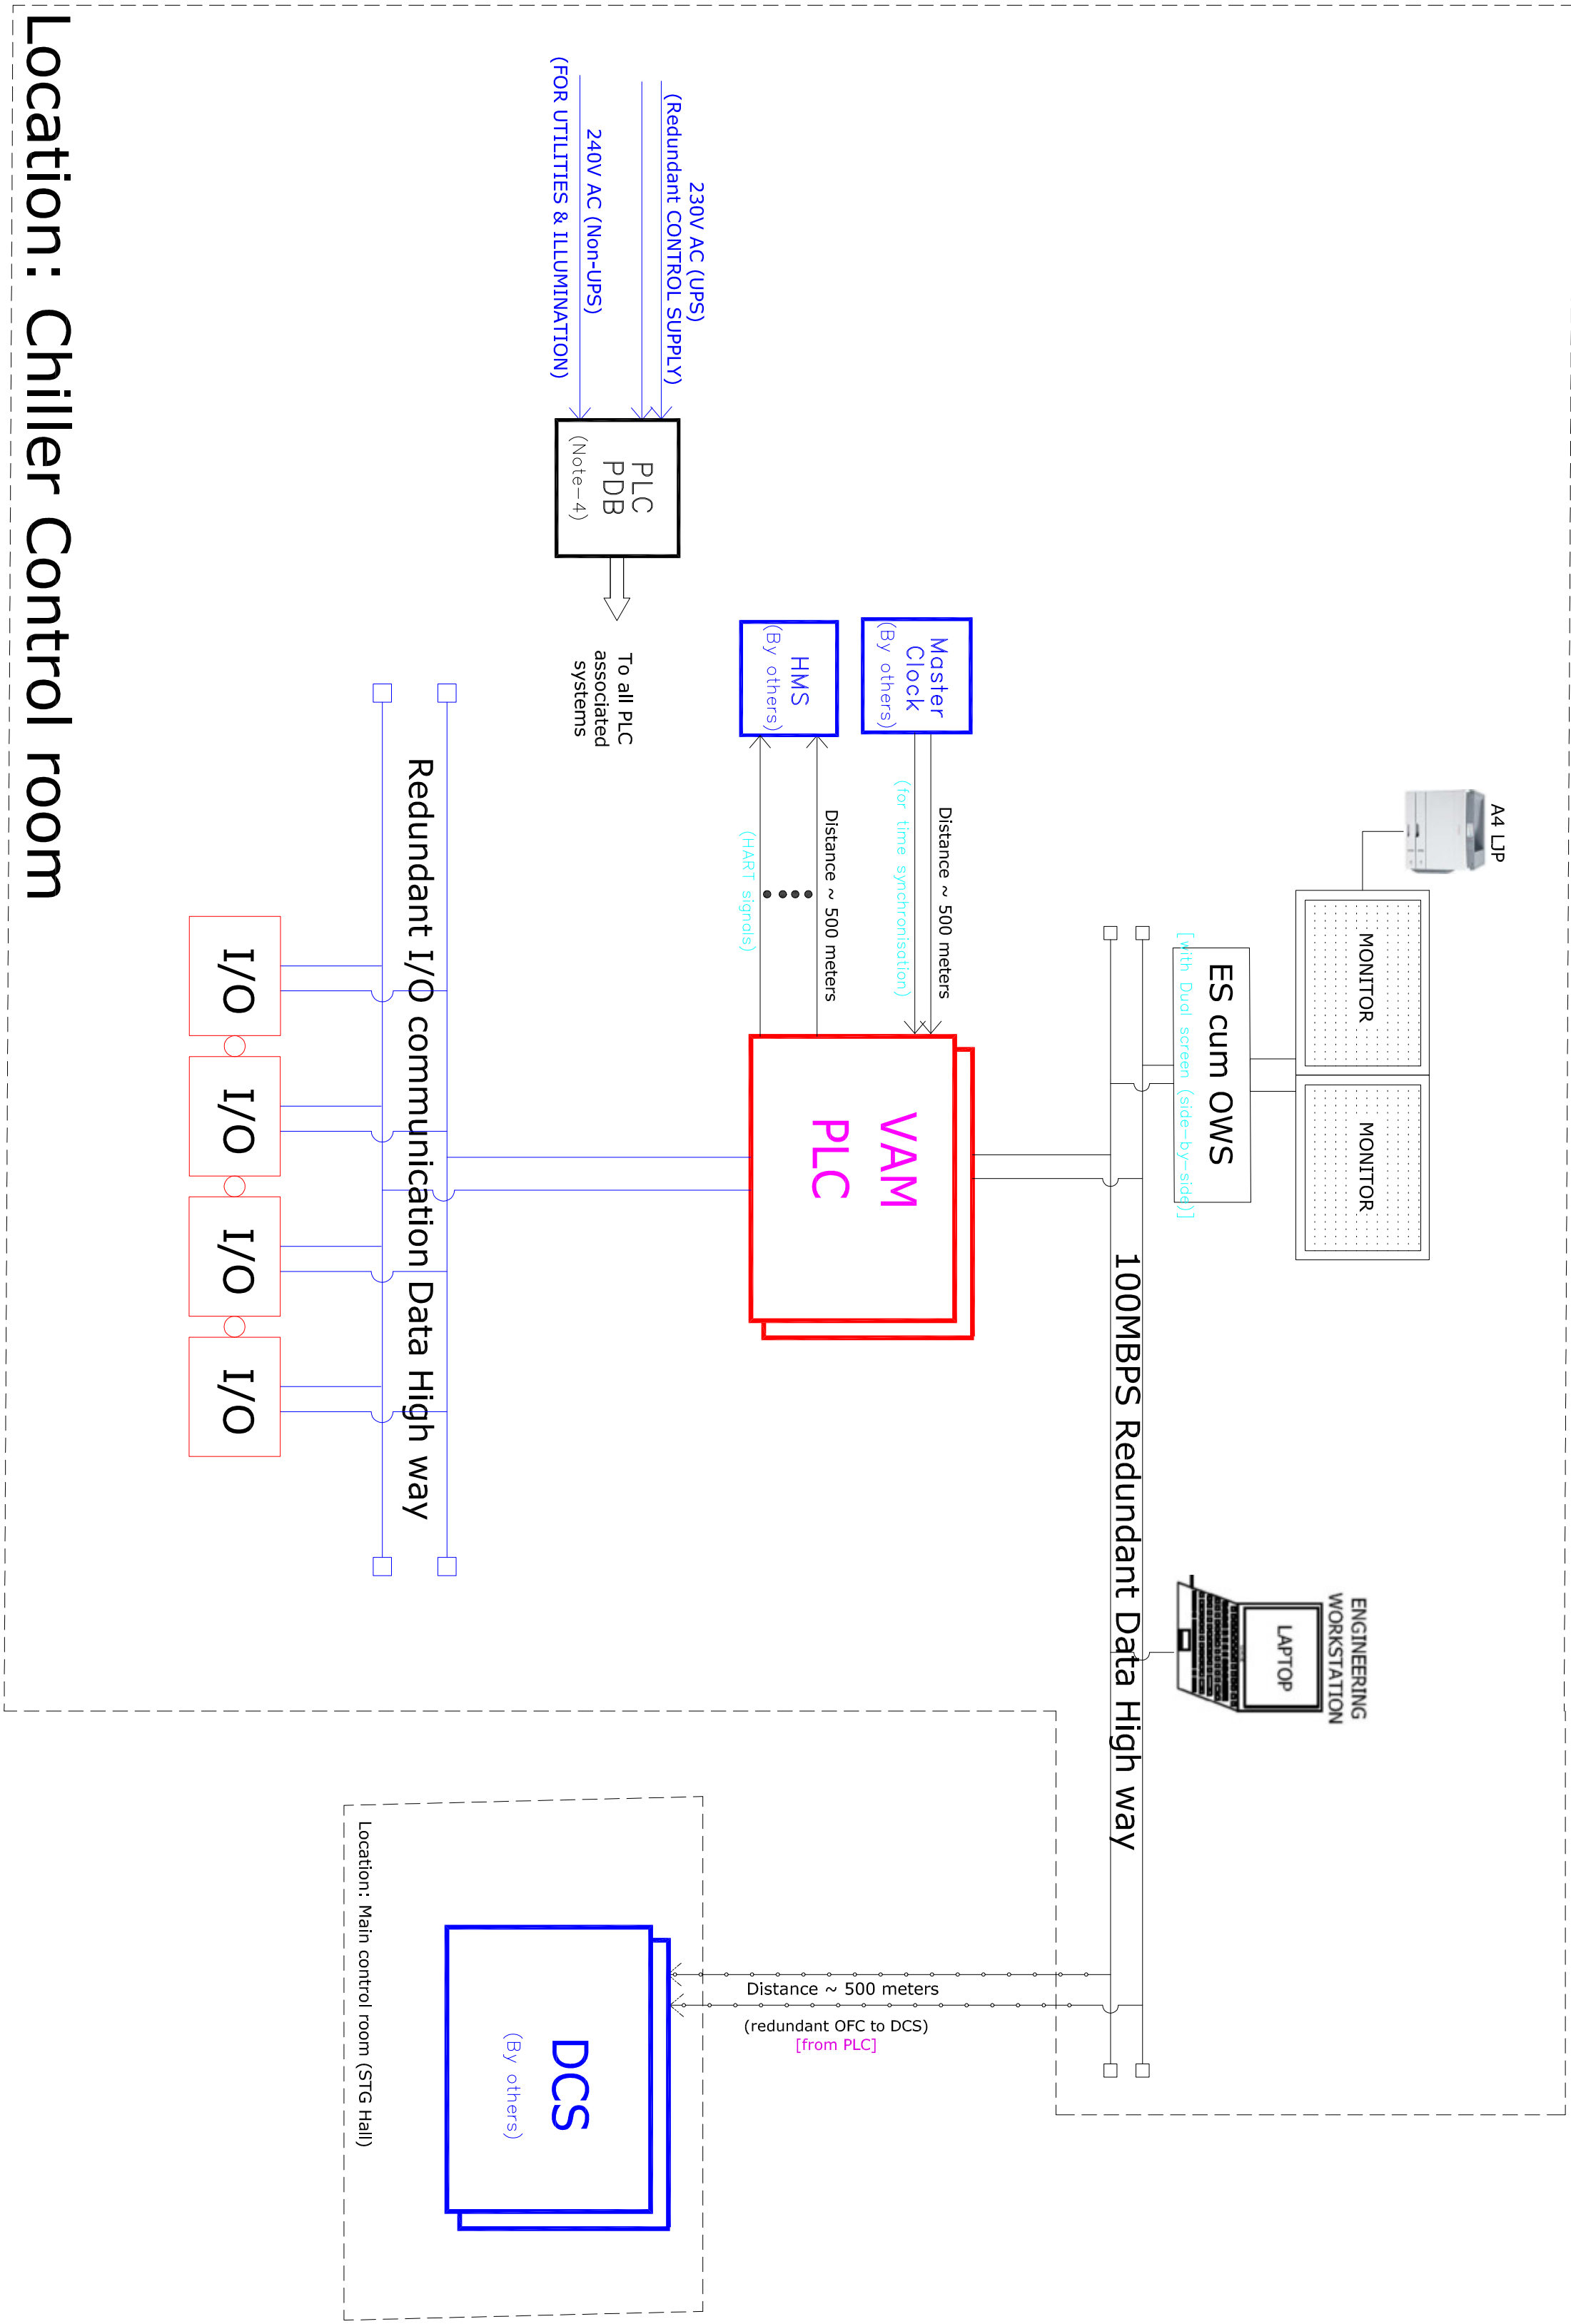 A4 LJP
MONITOR
MONITOR
ES cum OWS
[with Dual screen (side-by-side)]
ENGINEERING
WORKSTATION
LAPTOP
100MBPS Redundant Data High way
Master
Clock
(By others)
Distance ~ 500 meters
(for time synchronisation)
HMS
(By others)
Distance ~ 500 meters
(HART signals)
VAM
PLC
230V AC (UPS)
(Redundant CONTROL SUPPLY)
240V AC (Non-UPS)
(FOR UTILITIES & ILLUMINATION)
PLC
PDB
(Note-4)
To all PLC
associated
systems
Redundant I/O communication Data High way
I/O
I/O
I/O
I/O
Distance ~ 500 meters
(redundant OFC to DCS)
[from PLC]
DCS
(By others)
Location: Main control room (STG Hall)
Location: Chiller Control room